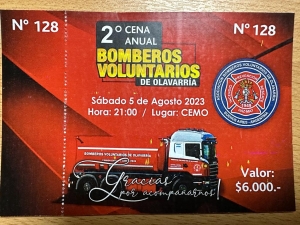 Nº 128
Nº 128
2º CENA
ANUAL
BOMBEROS
VOLUNTARIOS
DE OLAVARRÍA
Sábado 5 de Agosto 2023
Hora: 21:00 / Lugar: CEMO
BOMBEROS VOLUNTARIOS DE OLAVARRÍA
Gracias
por acompañarnos!
Valor:
$6.000.-